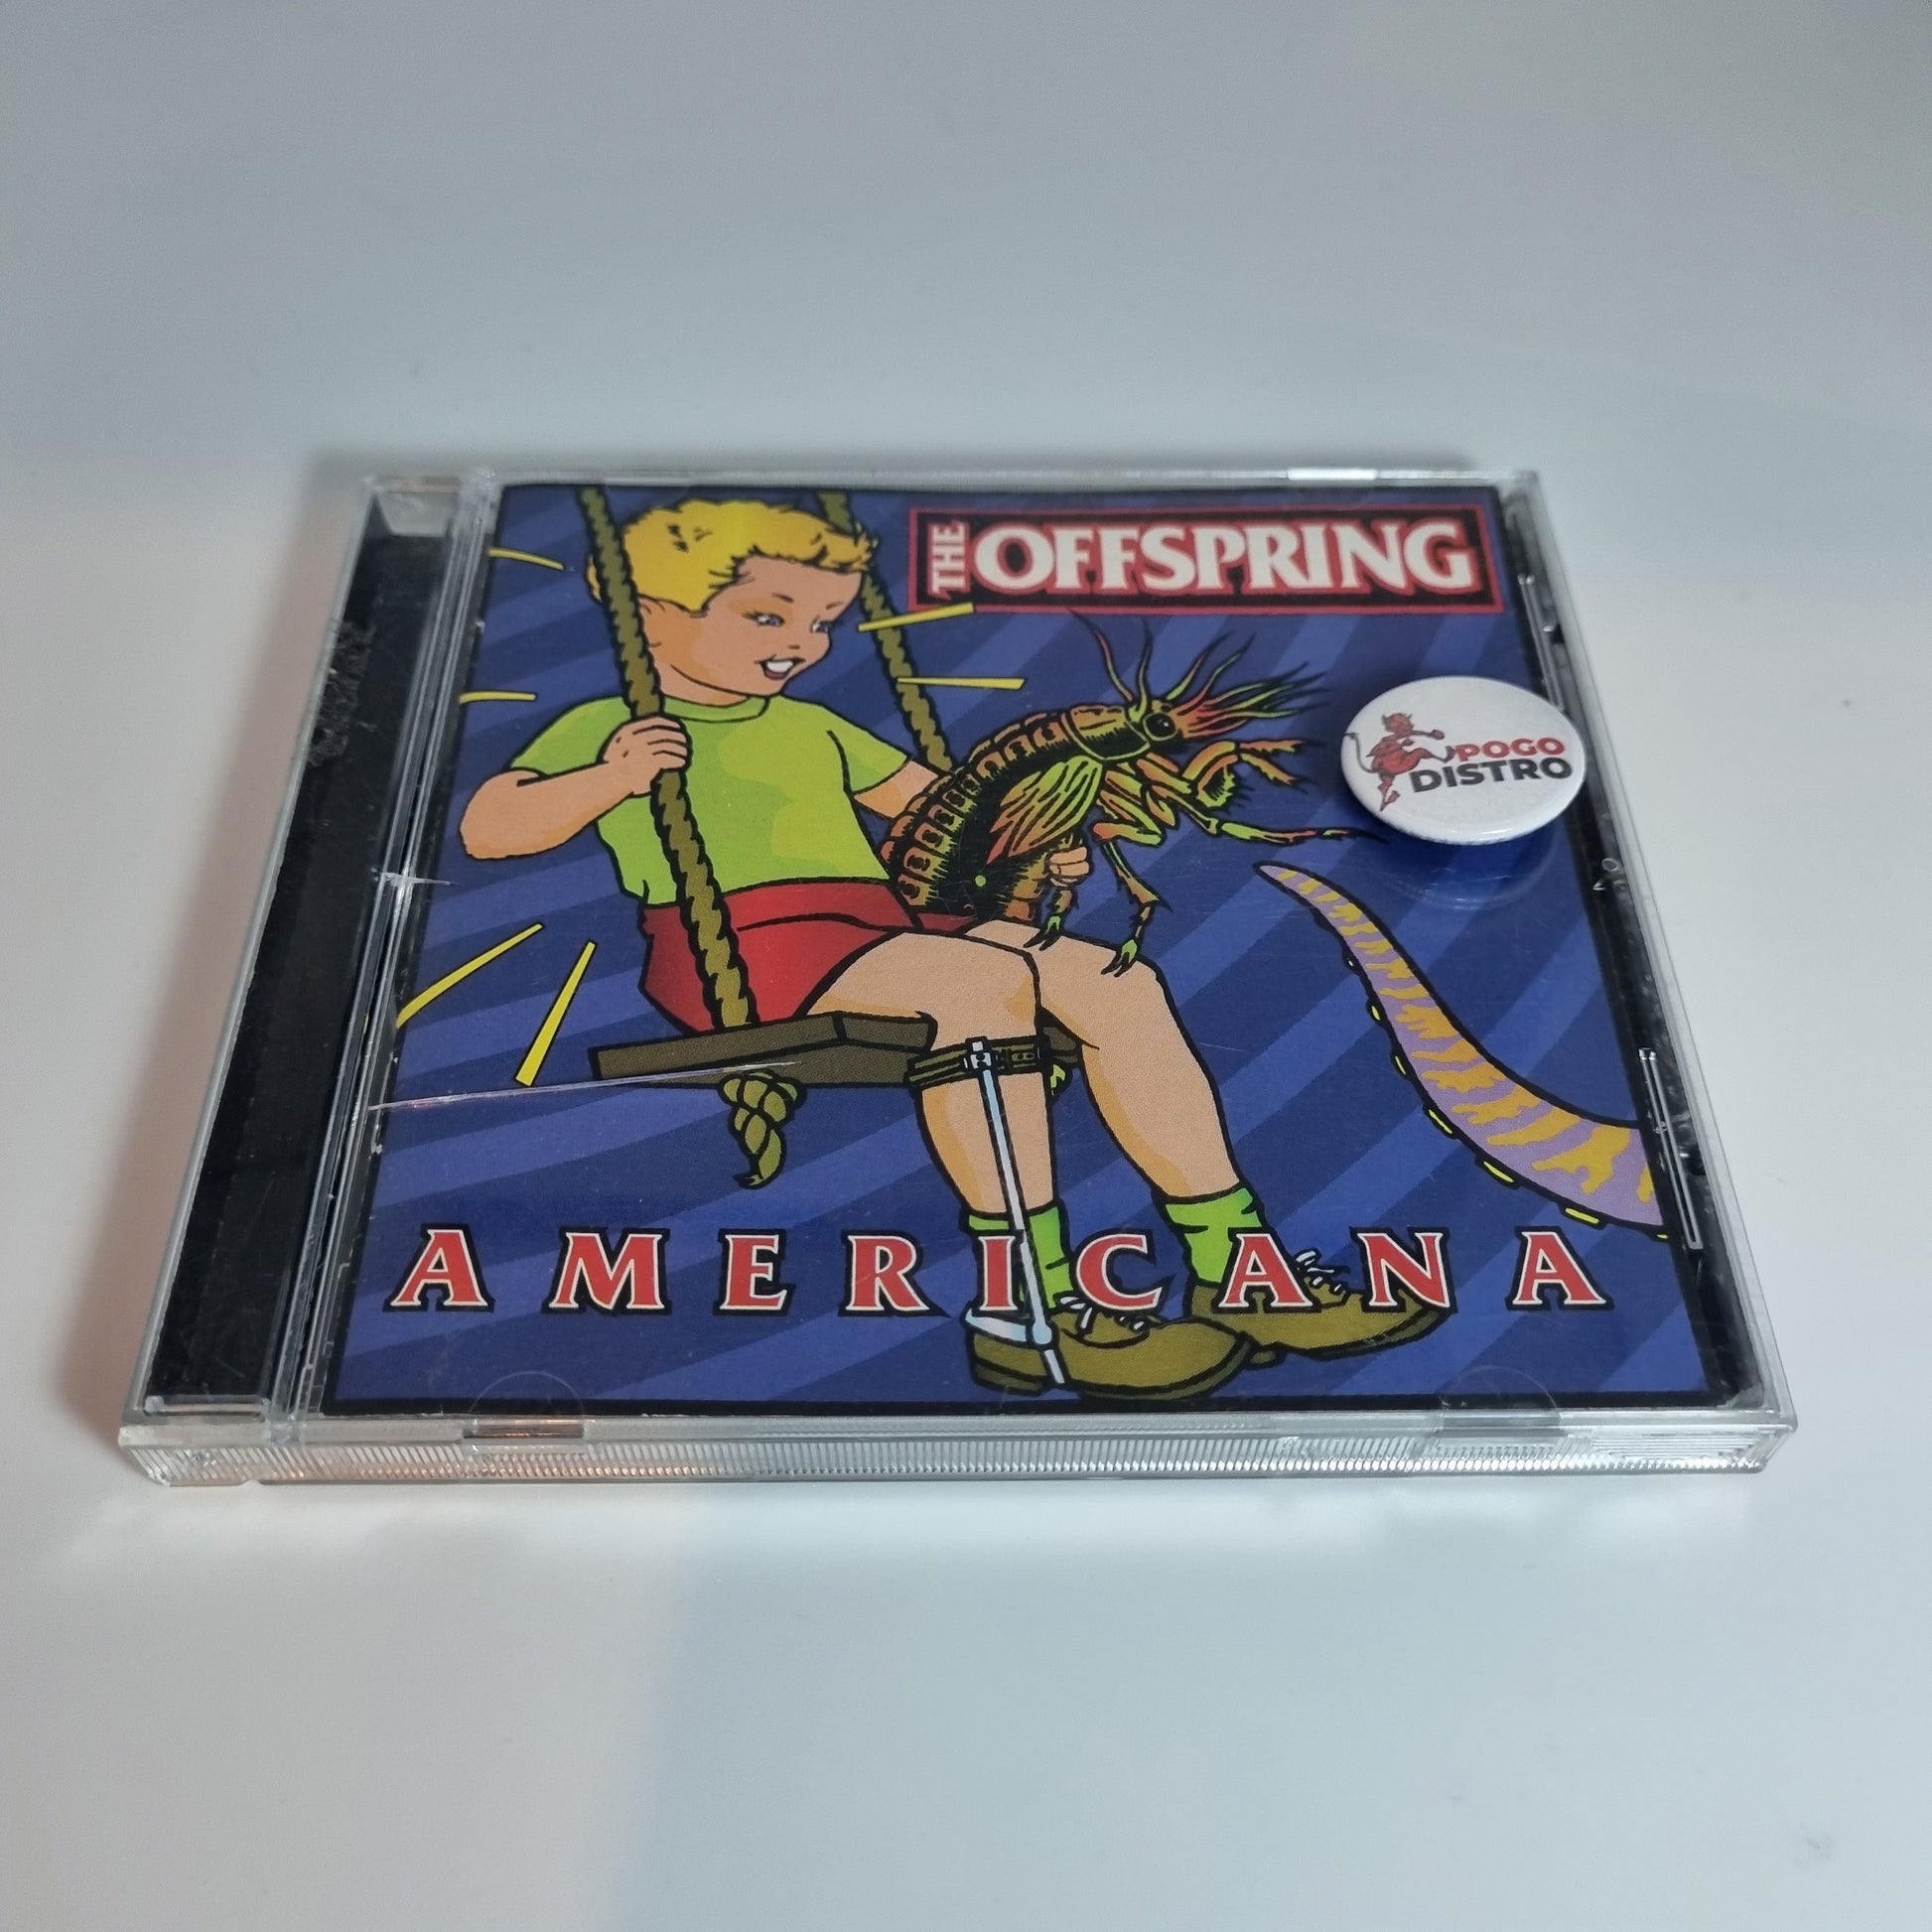 THE OFFSPRING
POGO
DISTRO
AMERICANA